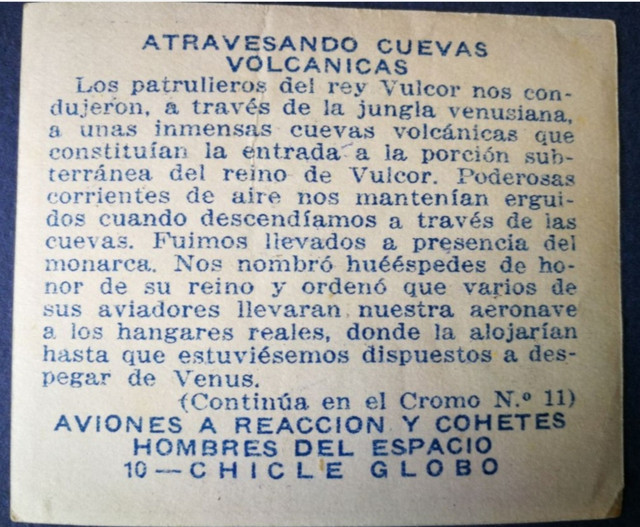 ATRAVESANDO CUEVAS
VOLCANICAS
Los patrulleros del rey Vulcor nos con-
dujeron, a través de la jungla venusiana,
a unas inmensas cuevas volcánicas que
constituían la entrada a la porción sub-
terránea del reino de Vulcor. Poderosas
corrientes de aire nos mantenían ergui-
dos cuando descendíamos a través de las
cuevas. Fuimos llevados a presencia del
monarca. Nos nombró huééspedes de ho-
nor de su reino y ordenó que varios de
sus aviadores llevaran nuestra aeronave
a los hangares reales, donde la alojarían
hasta que estuviésemos dispuestos a des-
pegar de Venus.
(Continúa en el Cromo N.º 11)
AVIONES A REACCION Y COHETES
HOMBRES DEL ESPACIO
10 — CHICLE GLOBO